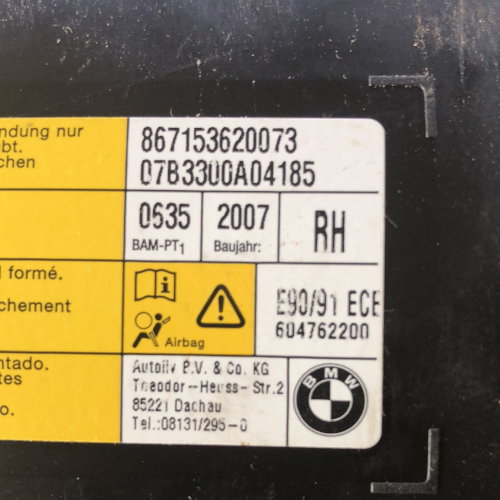 ndung nur
bt.
chen
867153620073
07B3300A04185
0635
BAM-PT1
2007
Baujahr:
RH
formé.
chement
Airbag
E90/91 ECE
604762200
ntado.
tes
o.
Autoliv B.V. & Co. KG
Theodor-Heuss-Str.2
85221 Dachau
Tel.:08131/295-0
BMW